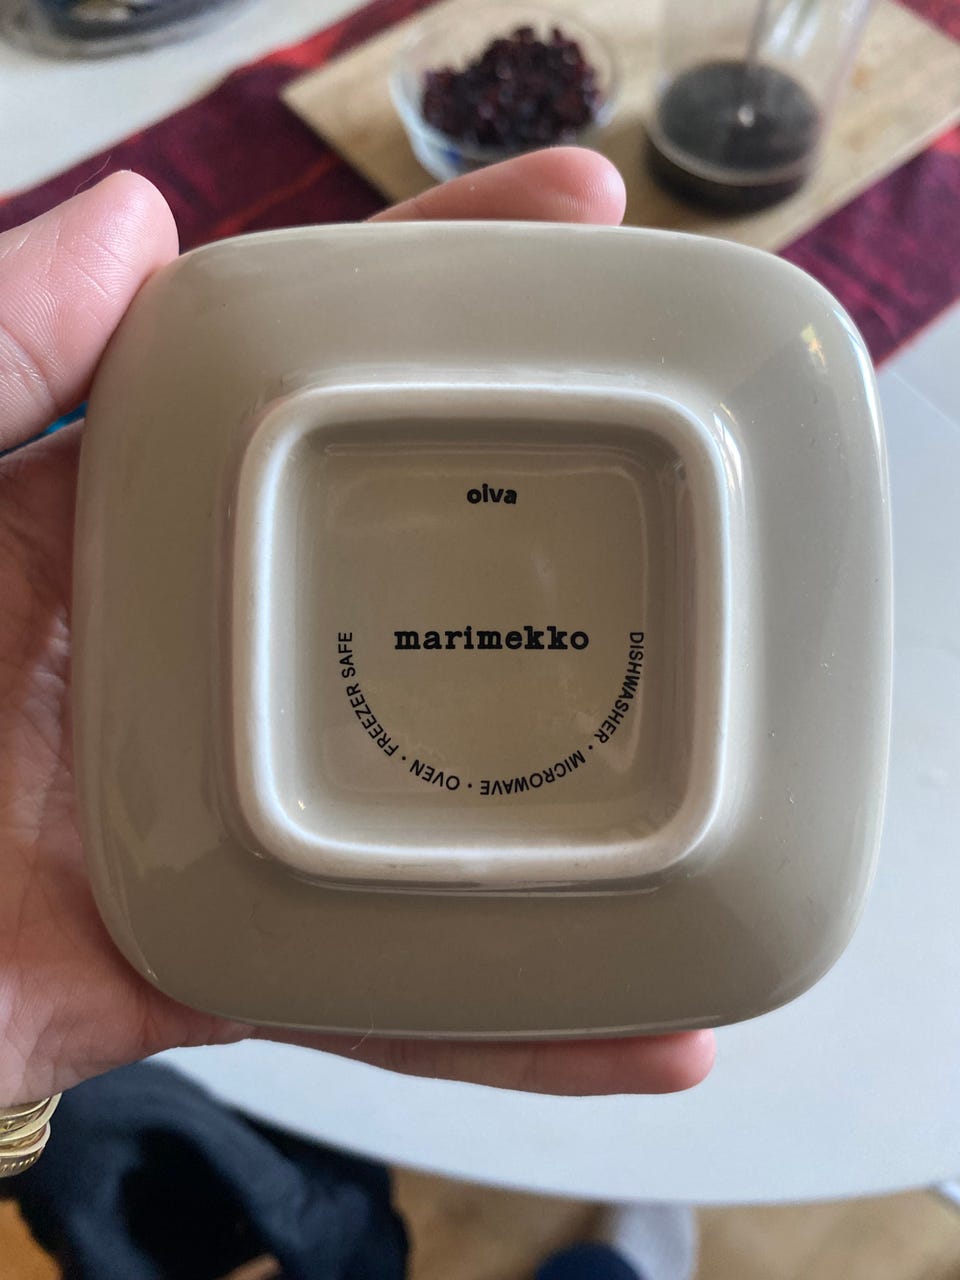 oiva
marimekko
DISHWASHER · MICROWAVE · OVEN · FREEZER SAFE